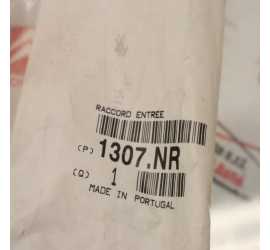 RACCORD ENTREE
(P) 1307.NR
(Q) 1
MADE IN PORTUGAL